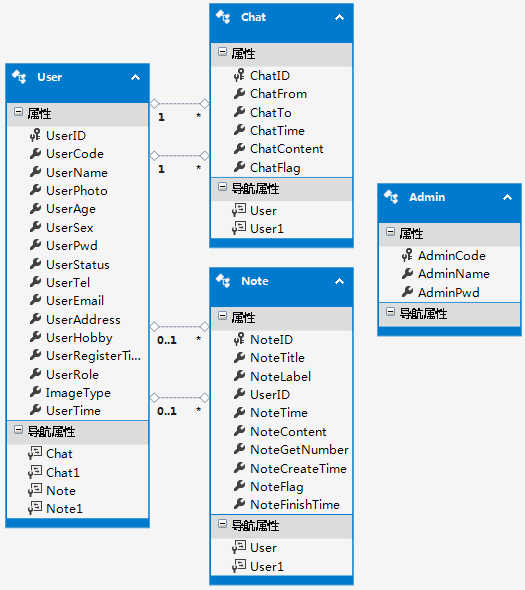 User
属性
UserID
UserCode
UserName
UserPhoto
UserAge
UserSex
UserPwd
UserStatus
UserTel
UserEmail
UserAddress
UserHobby
UserRegisterTi...
UserRole
ImageType
UserTime
导航属性
Chat
Chat1
Note
Note1
1 *
1 *
0..1 *
0..1 *
Chat
属性
ChatID
ChatFrom
ChatTo
ChatTime
ChatContent
ChatFlag
导航属性
User
User1
Note
属性
NoteID
NoteTitle
NoteLabel
UserID
NoteTime
NoteContent
NoteGetNumber
NoteCreateTime
NoteFlag
NoteFinishTime
导航属性
User
User1
Admin
属性
AdminCode
AdminName
AdminPwd
导航属性